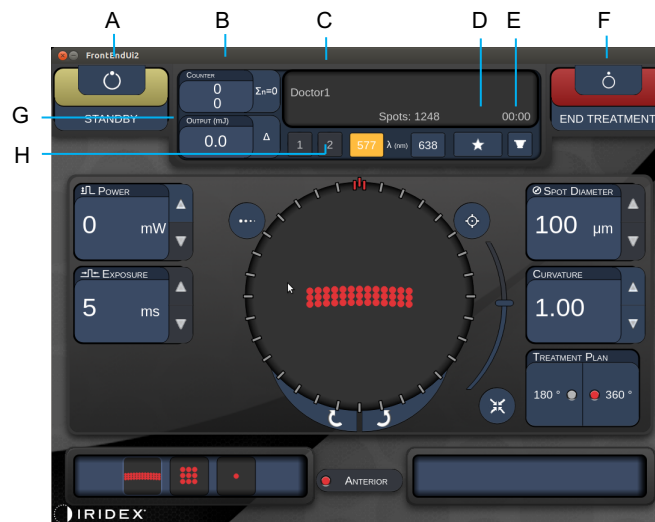 A B C D E F
FrontEndUi2
STANDBY
COUNTER
0
0
Σn=0
Doctor1
Spots: 1248 00:00
END TREATMENT
G
OUTPUT (mJ)
0.0 Δ
H
1 2 577 λ (nm) 638
POWER
0 mW
EXPOSURE
5 ms
SPOT DIAMETER
100 µm
CURVATURE
1.00
TREATMENT PLAN
180 ° 360 °
ANTERIOR
IRIDEX